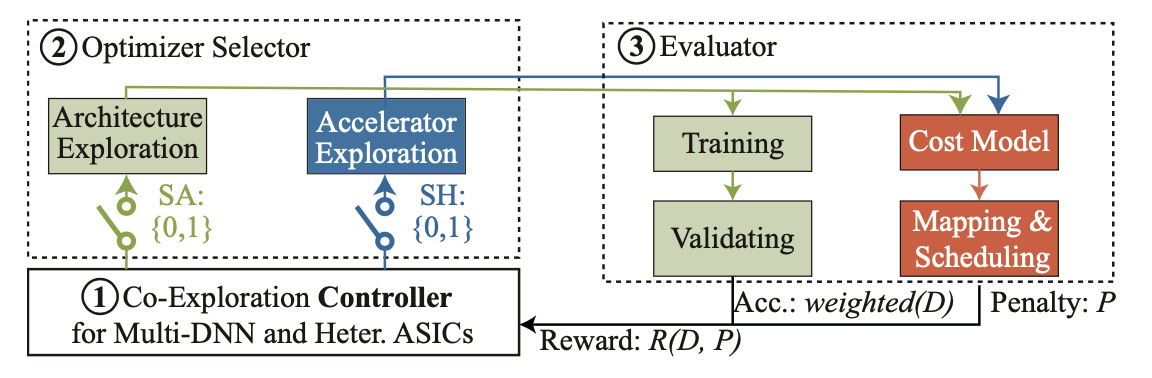 ② Optimizer Selector
Architecture
Exploration
Accelerator
Exploration
SA:
{0,1}
SH:
{0,1}
① Co-Exploration Controller
for Multi-DNN and Heter. ASICs
③ Evaluator
Training
Cost Model
Validating
Mapping &
Scheduling
Acc.: weighted(D)
Penalty: P
Reward: R(D, P)